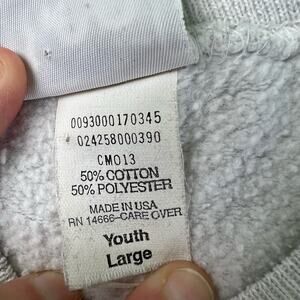 0093000170345
024258000390
CM013
50% COTTON
50% POLYESTER
MADE IN USA
RN 14666-CARE OVER
Youth
Large